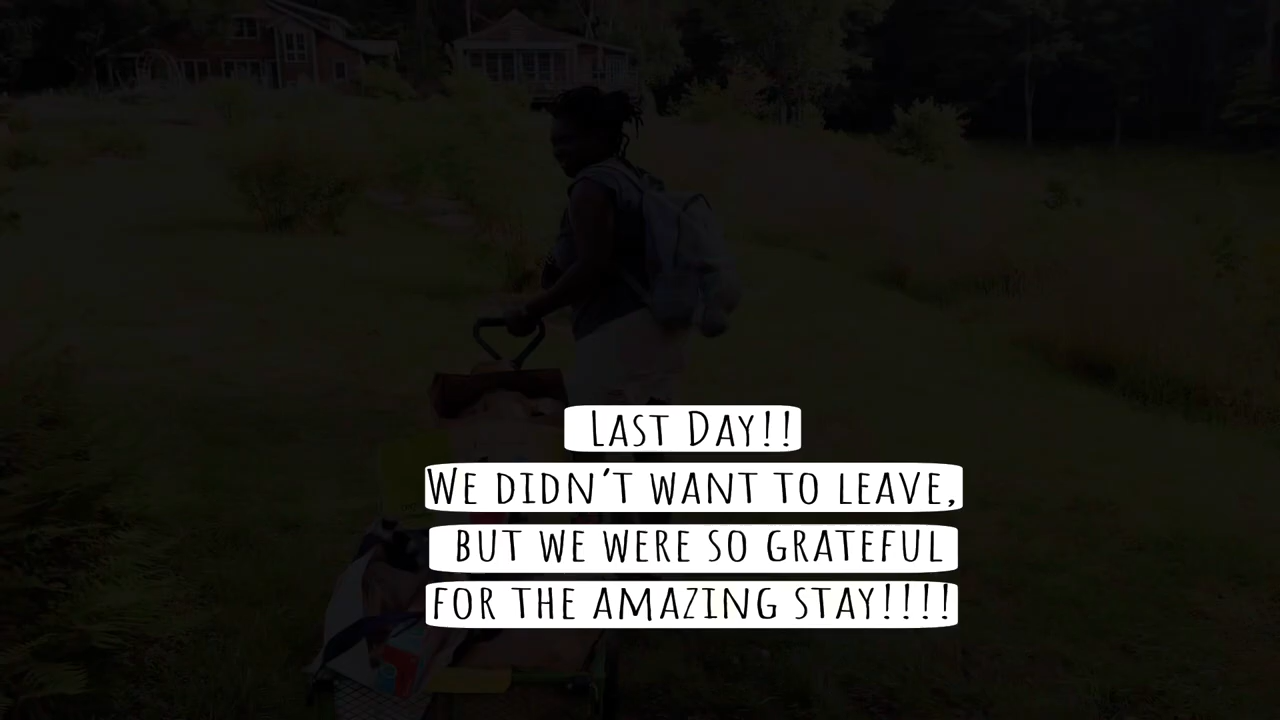 Last Day!!
We didn't want to leave,
but we were so grateful
for the amazing stay!!!!